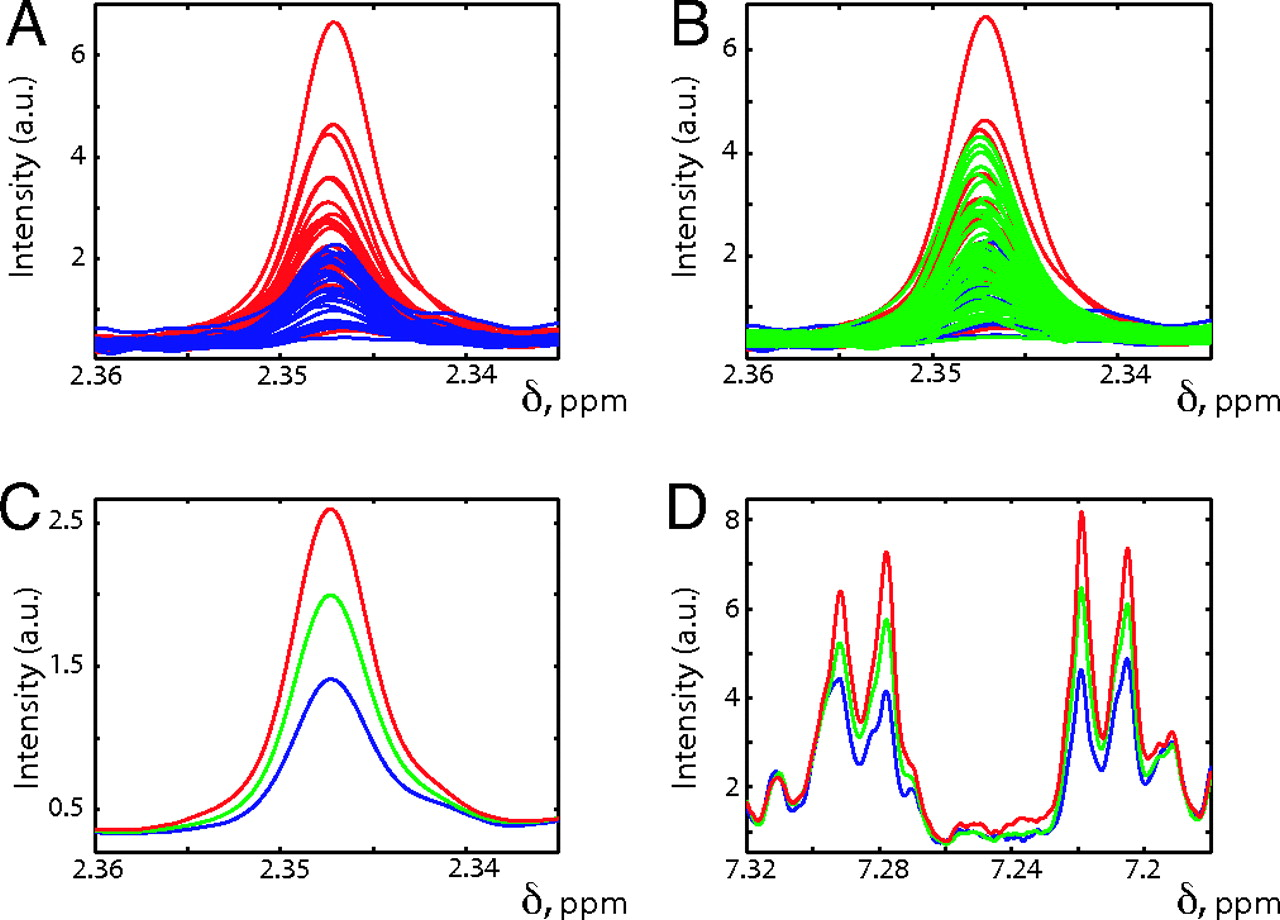 A
Intensity (a.u.)
6
4
2
2.36
2.35
2.34
δ, ppm
B
Intensity (a.u.)
6
4
2
2.36
2.35
2.34
δ, ppm
C
Intensity (a.u.)
2.5
1.5
0.5
2.36
2.35
2.34
δ, ppm
D
Intensity (a.u.)
8
6
4
2
7.32
7.28
7.24
7.2
δ, ppm